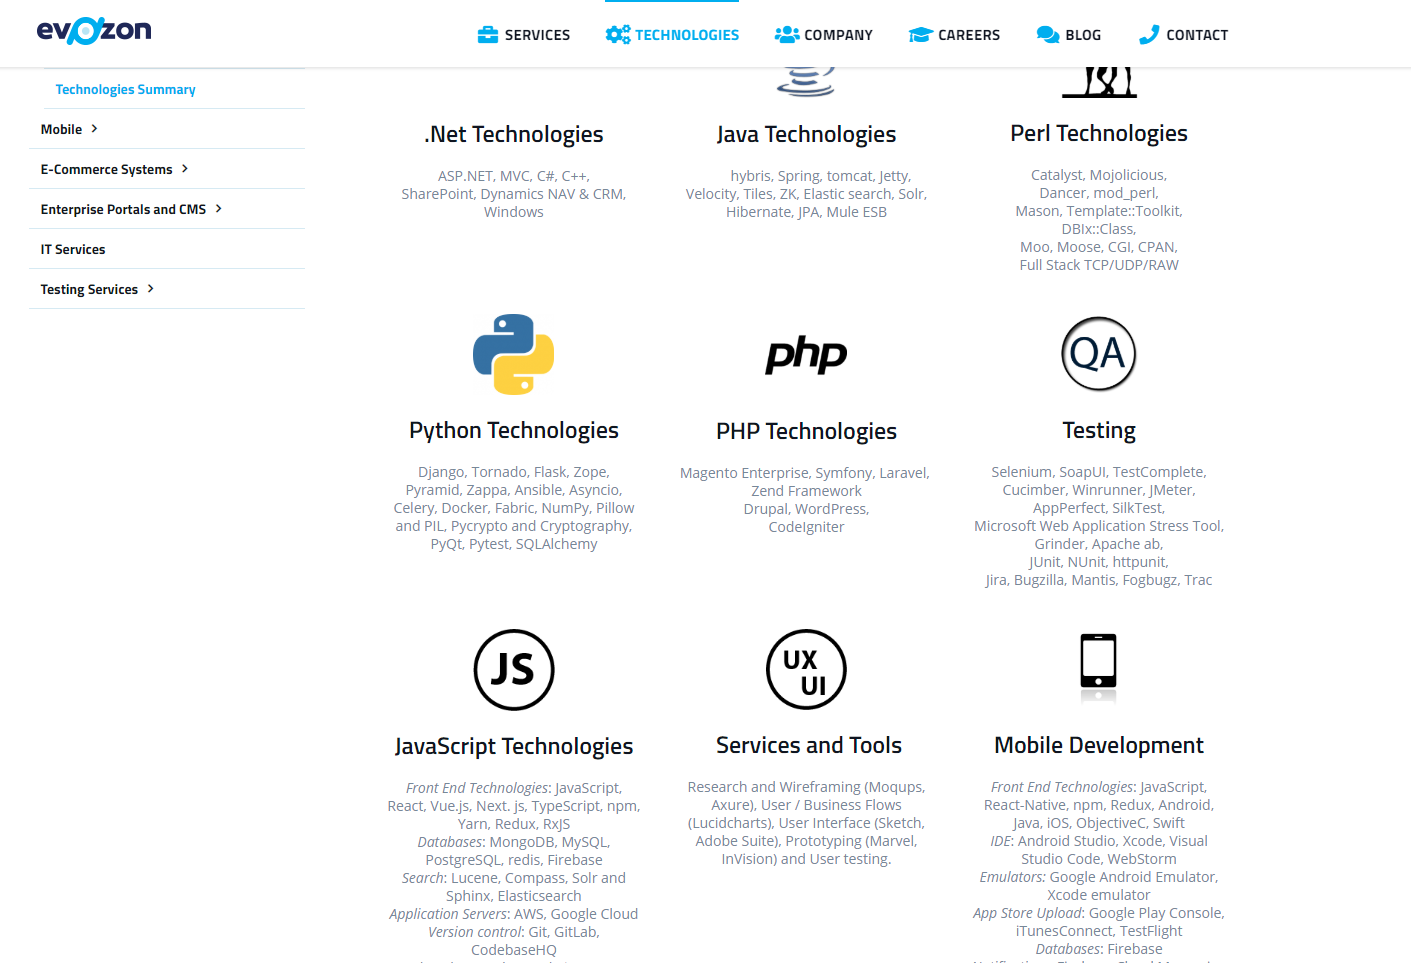 evozon
SERVICES
TECHNOLOGIES
COMPANY
CAREERS
BLOG
CONTACT
Technologies Summary
Mobile
E-Commerce Systems
Enterprise Portals and CMS
IT Services
Testing Services
.Net Technologies
ASP.NET, MVC, C#, C++,
SharePoint, Dynamics NAV & CRM,
Windows
Java Technologies
hybris, Spring, tomcat, Jetty,
Velocity, Tiles, ZK, Elastic search, Solr,
Hibernate, JPA, Mule ESB
Perl Technologies
Catalyst, Mojolicious,
Dancer, mod_perl,
Mason, Template::Toolkit,
DBIx::Class,
Moo, Moose, CGI, CPAN,
Full Stack TCP/UDP/RAW
Python Technologies
Django, Tornado, Flask, Zope,
Pyramid, Zappa, Ansible, Asyncio,
Celery, Docker, Fabric, NumPy, Pillow
and PIL, Pycrypto and Cryptography,
PyQt, Pytest, SQLAlchemy
php
PHP Technologies
Magento Enterprise, Symfony, Laravel,
Zend Framework
Drupal, WordPress,
CodeIgniter
QA
Testing
Selenium, SoapUI, TestComplete,
Cucimber, Winrunner, JMeter,
AppPerfect, SilkTest,
Microsoft Web Application Stress Tool,
Grinder, Apache ab,
JUnit, NUnit, httpunit,
Jira, Bugzilla, Mantis, Fogbugz, Trac
JS
JavaScript Technologies
Front End Technologies: JavaScript,
React, Vue.js, Next. js, TypeScript, npm,
Yarn, Redux, RxJS
Databases: MongoDB, MySQL,
PostgreSQL, redis, Firebase
Search: Lucene, Compass, Solr and
Sphinx, Elasticsearch
Application Servers: AWS, Google Cloud
Version control: Git, GitLab,
CodebaseHQ
UX
UI
Services and Tools
Research and Wireframing (Moqups,
Axure), User / Business Flows
(Lucidcharts), User Interface (Sketch,
Adobe Suite), Prototyping (Marvel,
InVision) and User testing.
Mobile Development
Front End Technologies: JavaScript,
React-Native, npm, Redux, Android,
Java, iOS, ObjectiveC, Swift
IDE: Android Studio, Xcode, Visual
Studio Code, WebStorm
Emulators: Google Android Emulator,
Xcode emulator
App Store Upload: Google Play Console,
iTunesConnect, TestFlight
Databases: Firebase